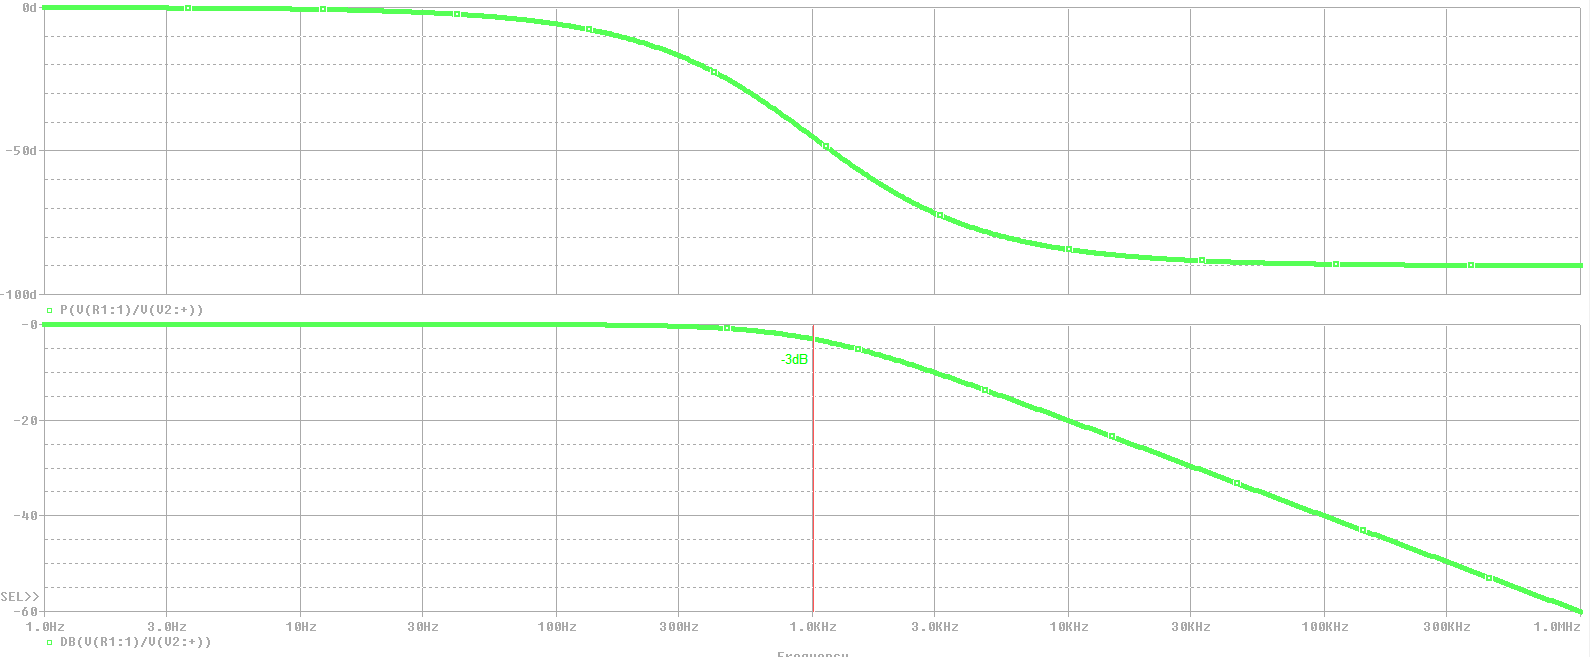 0d
-50d
-100d
P(V(R1:1)/V(V2:+))
-0
-3dB
-20
-40
SEL>>
-60
1.0Hz 3.0Hz 10Hz 30Hz 100Hz 300Hz 1.0KHz 3.0KHz 10KHz 30KHz 100KHz 300KHz 1.0MHz
DB(V(R1:1)/V(V2:+))
Frequency